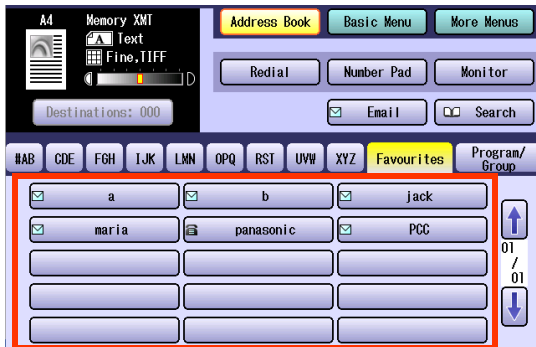 A4 Memory XMT
A Text
Fine,TIFF
D
Destinations: 000
Address Book Basic Menu More Menus
Redial Number Pad Monitor
Email Search
#AB CDE FGH IJK LMN OPQ RST UVW XYZ Favourites Program/
Group
a b jack
maria panasonic PCC
01
/
01